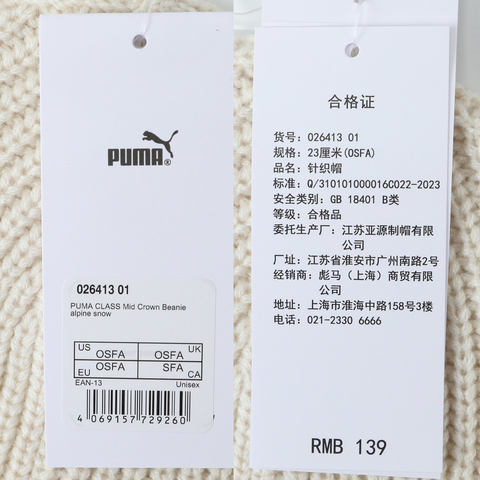 PUMA
026413 01
PUMA CLASS Mid Crown Beanie
alpine snow
US OSFA OSFA UK
EU OSFA SFA CA
EAN-13 Unisex
4 069157 729260
合格证
货号: 026413 01
规格: 23厘米(OSFA)
品名: 针织帽
标准: Q/310101000016C022-2023
安全类别: GB 18401 B类
等级: 合格品
委托生产厂: 江苏亚源制帽有限
公司
厂址: 江苏省淮安市广州南路2号
经销商: 彪马（上海）商贸有限
公司
地址: 上海市淮海中路158号3楼
电话: 021-2330 6666
RMB 139